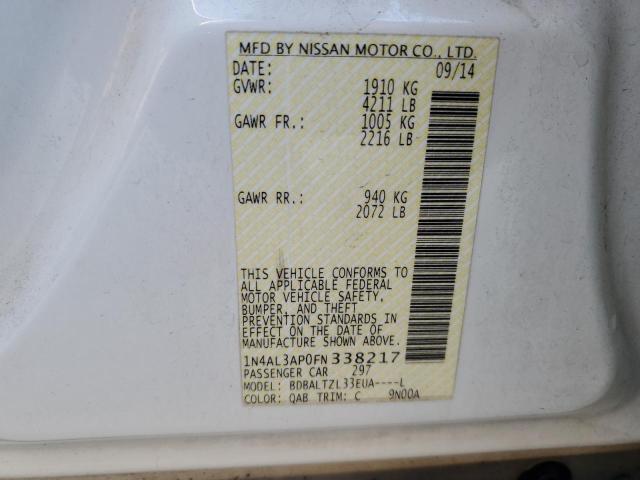 MFD BY NISSAN MOTOR CO., LTD.
DATE: 09/14
GVWR: 1910 KG
4211 LB
GAWR FR.: 1005 KG
2216 LB
GAWR RR.: 940 KG
2072 LB
THIS VEHICLE CONFORMS TO
ALL APPLICABLE FEDERAL
MOTOR VEHICLE SAFETY,
BUMPER, AND THEFT
PREVENTION STANDARDS IN
EFFECT ON THE DATE OF
MANUFACTURE SHOWN ABOVE.
1N4AL3AP0FN338217
PASSENGER CAR 297
MODEL: BDBALTZL33EUA----L
COLOR: QAB TRIM: C 9N00A